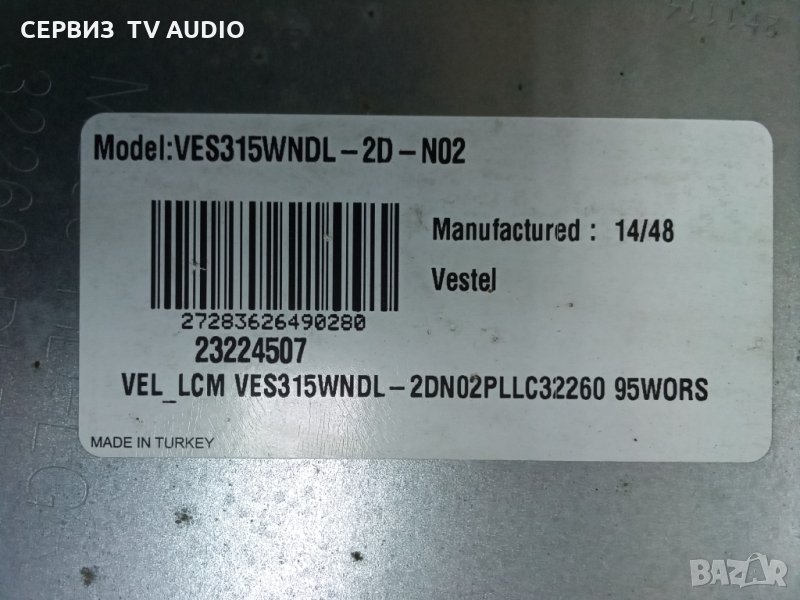 СЕРВИЗ TV AUDIO
Model:VES315WNDL-2D-N02
Manufactured : 14/48
Vestel
27283626490280
23224507
VEL_LCM VES315WNDL-2DN02PLLC32260 95WORS
MADE IN TURKEY
BAZAR